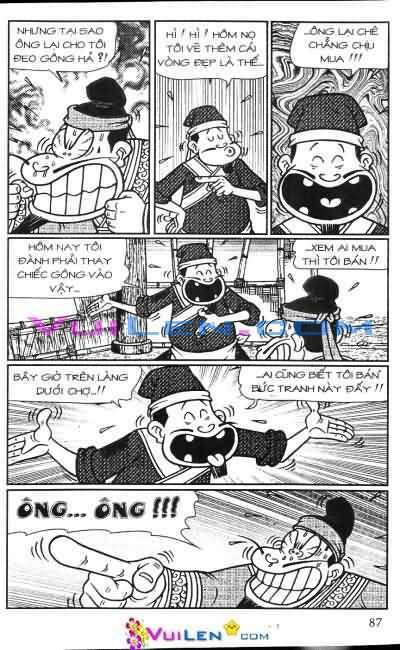 NHƯNG TẠI SAO
ÔNG LẠI CHO TÔI
ĐEO GÔNG HẢ ?!
HÌ ! HÌ ! HÔM NỌ
TÔI VẼ THÊM CÁI
VÒNG ĐẸP LÀ THẾ...
...ÔNG LẠI CHÊ
CHẲNG CHỊU
MUA !!!
HÔM NAY TÔI
ĐÀNH PHẢI THAY
CHIẾC GÔNG VÀO
VẬY...
...XEM AI MUA
THÌ TÔI BÁN !!
VUILEN.COM
BÂY GIỜ TRÊN LÀNG
DƯỚI CHỢ...!!
...AI CŨNG BIẾT TÔI BÁN
BỨC TRANH NÀY ĐẤY !!
ÔNG... ÔNG !!!
87
VUILEN.COM